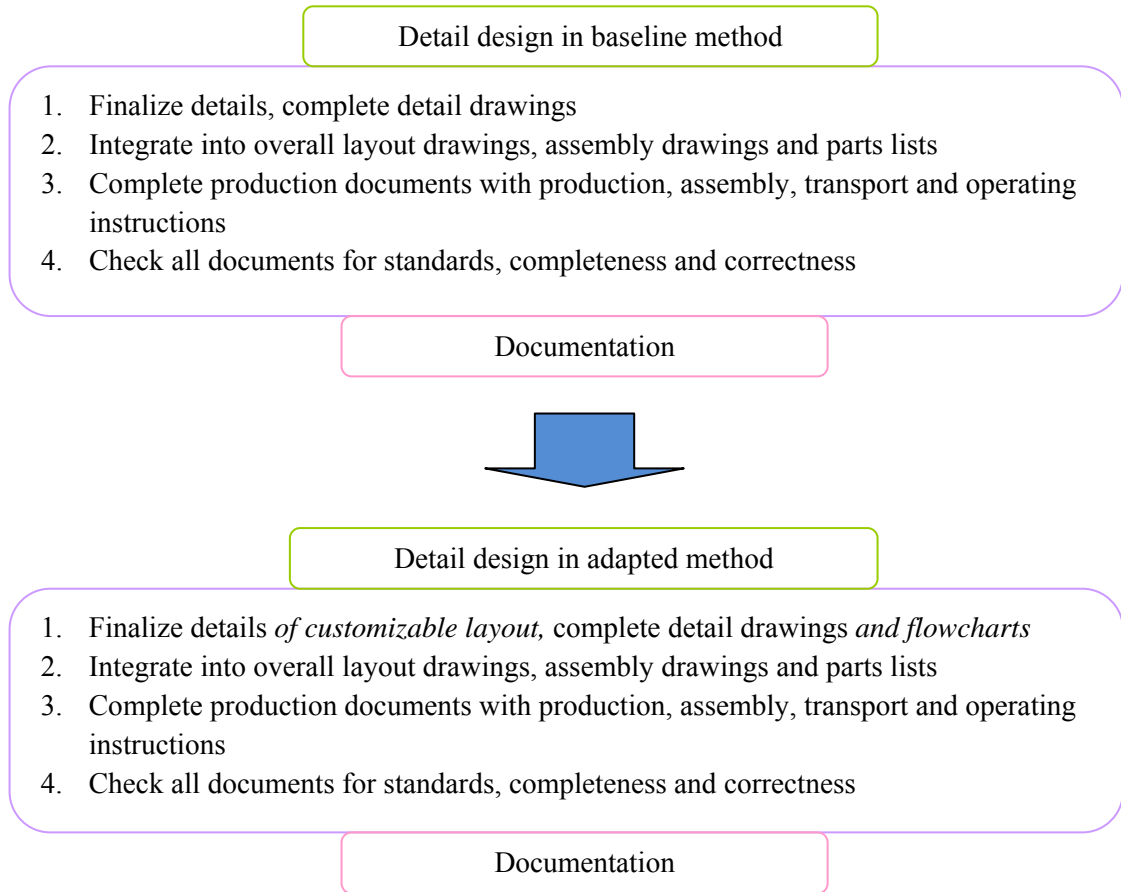 Detail design in baseline method
1. Finalize details, complete detail drawings
2. Integrate into overall layout drawings, assembly drawings and parts lists
3. Complete production documents with production, assembly, transport and operating
instructions
4. Check all documents for standards, completeness and correctness
Documentation
Detail design in adapted method
1. Finalize details of customizable layout, complete detail drawings and flowcharts
2. Integrate into overall layout drawings, assembly drawings and parts lists
3. Complete production documents with production, assembly, transport and operating
instructions
4. Check all documents for standards, completeness and correctness
Documentation